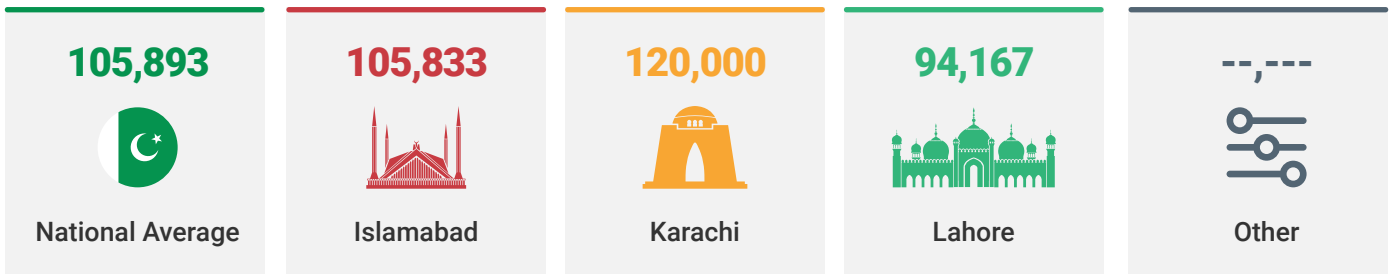 105,893
National Average
105,833
Islamabad
120,000
Karachi
94,167
Lahore
--,---
Other